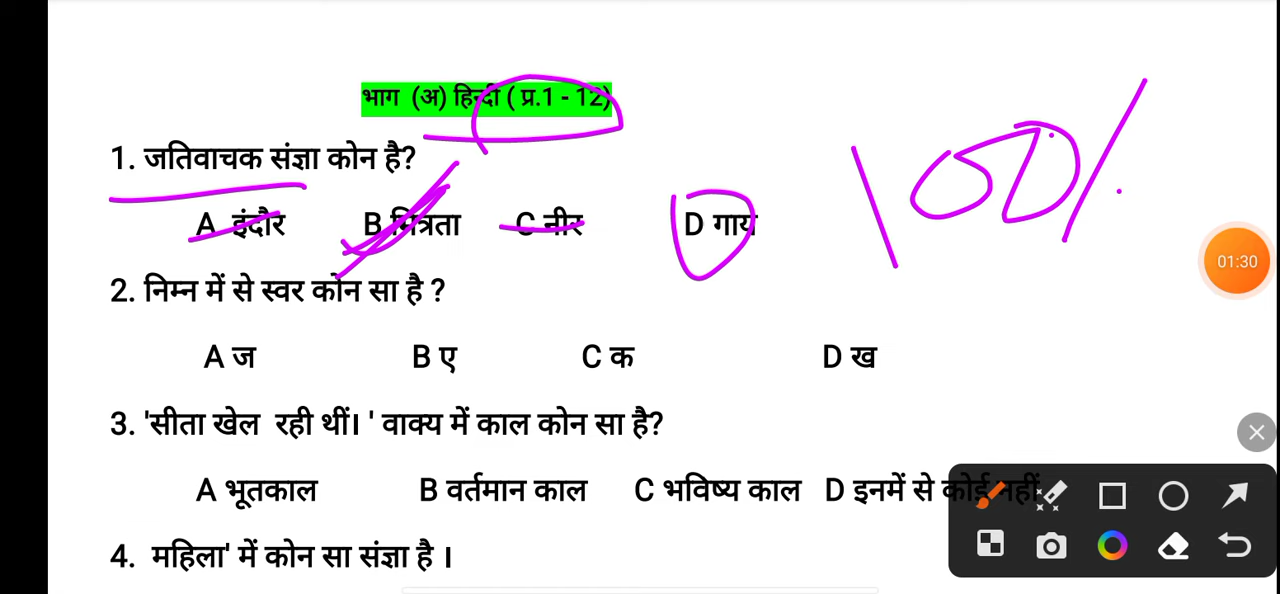 भाग (अ) हिन्दी ( प्र.1 - 12)
1. जतिवाचक संज्ञा कोन है?
A इंदौर B मित्रता C नीर D गाय
100%
2. निम्न में से स्वर कोन सा है ?
A ज B ए C क D ख
01:30
3. 'सीता खेल रही थीं। ' वाक्य में काल कोन सा है?
A भूतकाल B वर्तमान काल C भविष्य काल D इनमें से कोई नहीं
4. महिला' में कोन सा संज्ञा है ।